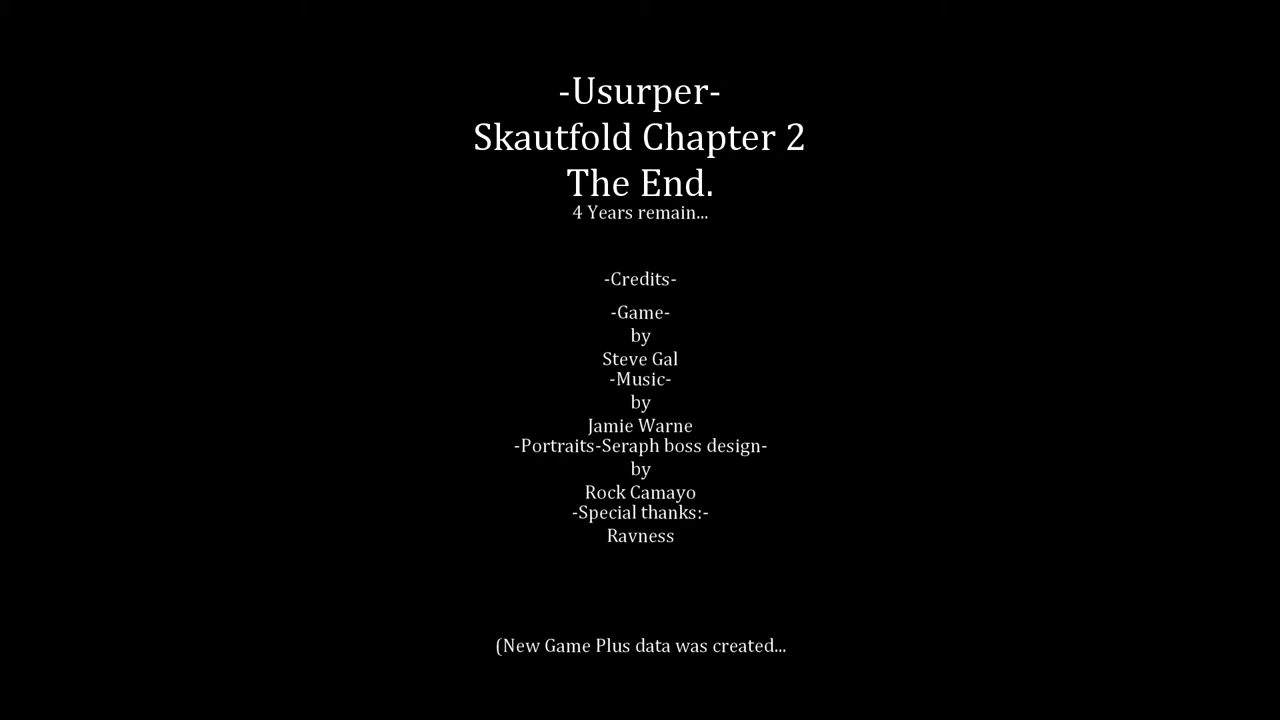 -Usurper-
Skautfold Chapter 2
The End.
4 Years remain...
-Credits-
-Game-
by
Steve Gal
-Music-
by
Jamie Warne
-Portraits-Seraph boss design-
by
Rock Camayo
-Special thanks:-
Ravness
(New Game Plus data was created...